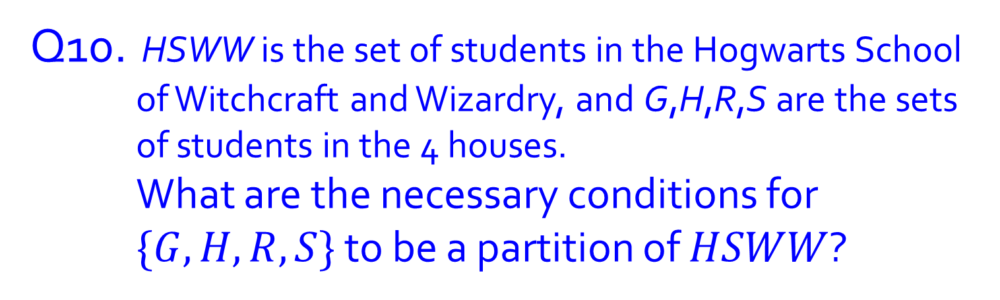 Q10. HSWW is the set of students in the Hogwarts School
of Witchcraft and Wizardry, and G,H,R,S are the sets
of students in the 4 houses.
What are the necessary conditions for
{G, H, R, S} to be a partition of HSWW?